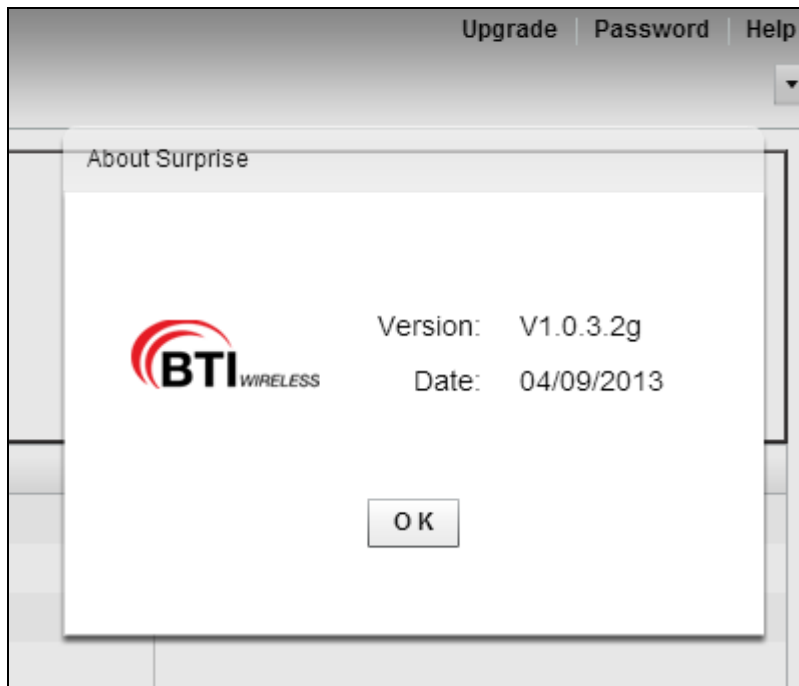 Upgrade Password Help
About Surprise
Version: V1.0.3.2g
BTI WIRELESS
Date: 04/09/2013
OK